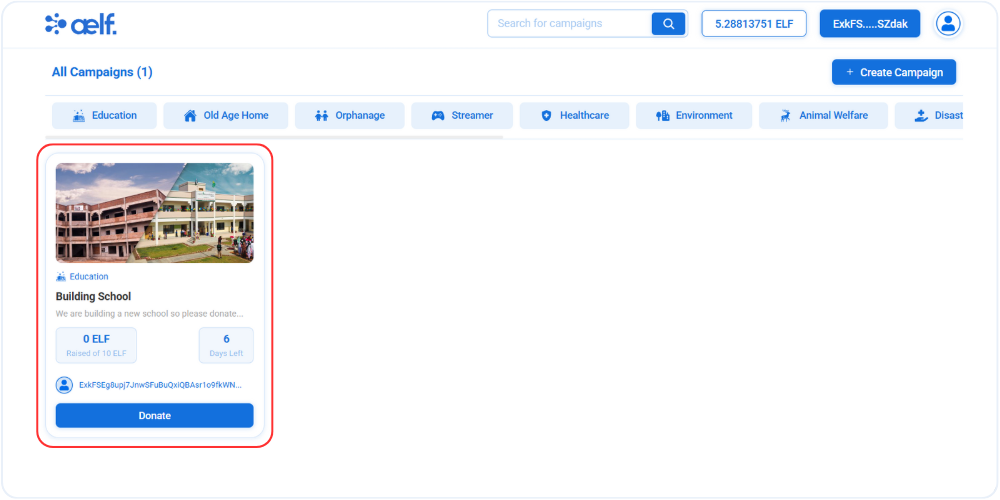 aelf.
Search for campaigns
5.28813751 ELF
ExkFS.....SZdak
All Campaigns (1)
+ Create Campaign
Education
Old Age Home
Orphanage
Streamer
Healthcare
Environment
Animal Welfare
Disast
Education
Building School
We are building a new school so please donate...
0 ELF
Raised of 10 ELF
6
Days Left
ExkFSEg8upj7JnwSFuBuQxiQBAsr1o9fkWN...
Donate